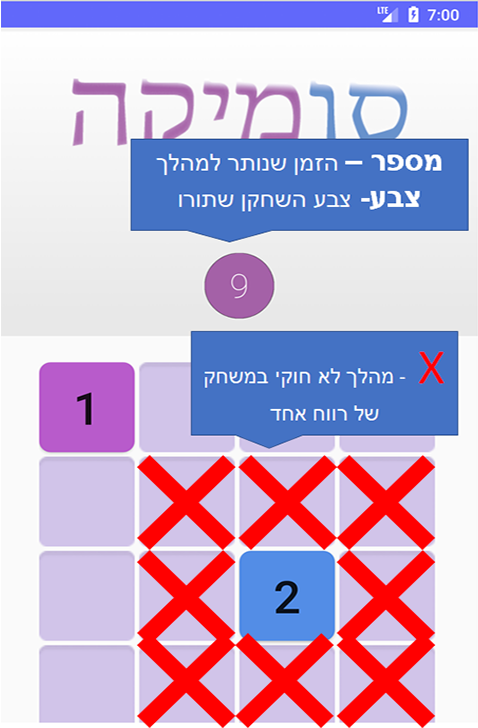 LTE 7:00
סומיקה
מספר – הזמן שנותר למהלך
צבע- צבע השחקן שתורו
9
X - מהלך לא חוקי במשחק
של רווח אחד
1
2